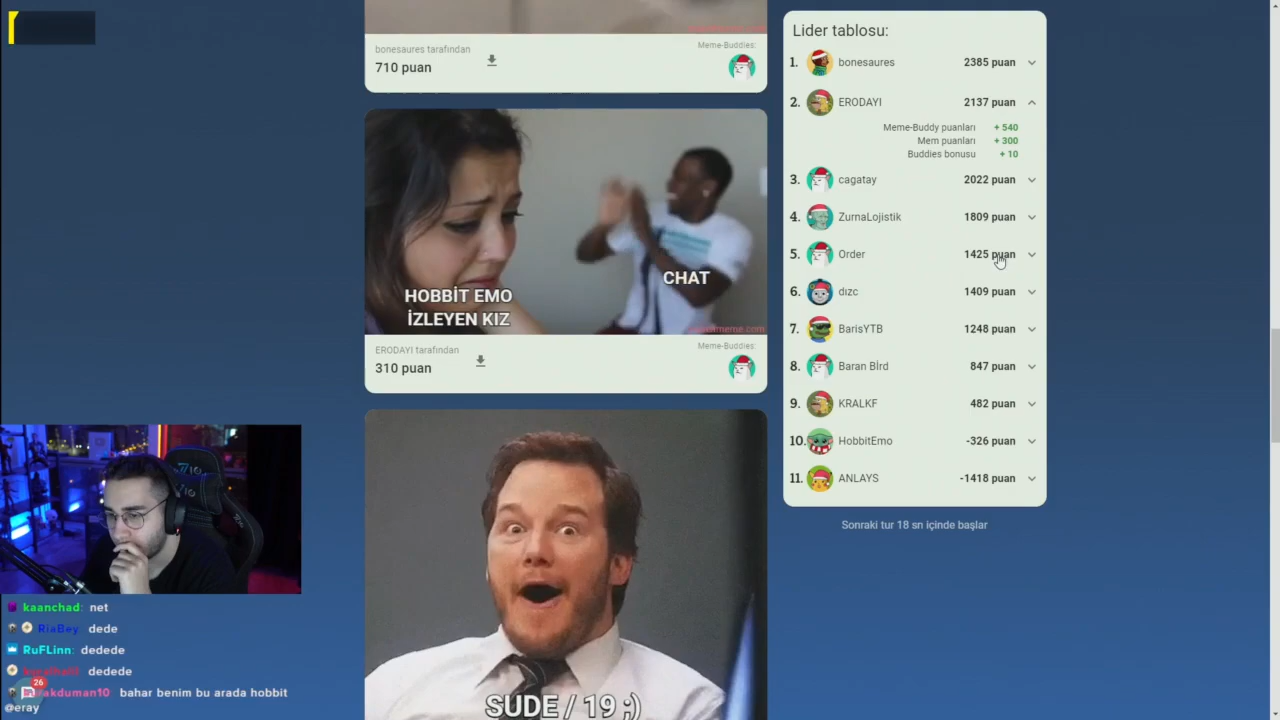 bonesaures tarafından
710 puan
Meme-Buddies:
HOBBİT EMO
İZLEYEN KIZ
CHAT
ERODAYI tarafından
310 puan
Meme-Buddies:
SUDE / 19 ;)
Lider tablosu:
1. bonesaures 2385 puan
2. ERODAYI 2137 puan
Meme-Buddy puanları + 540
Mem puanları + 300
Buddies bonusu + 10
3. cagatay 2022 puan
4. ZurnaLojistik 1809 puan
5. Order 1425 puan
6. dızc 1409 puan
7. BarisYTB 1248 puan
8. Baran Bİrd 847 puan
9. KRALKF 482 puan
10. HobbitEmo -326 puan
11. ANLAYS -1418 puan
Sonraki tur 18 sn içinde başlar
kaanchad: net
RiaBey: dede
RuFLinn: dedede
dedede
26
akduman10 bahar benim bu arada hobbit
@eray